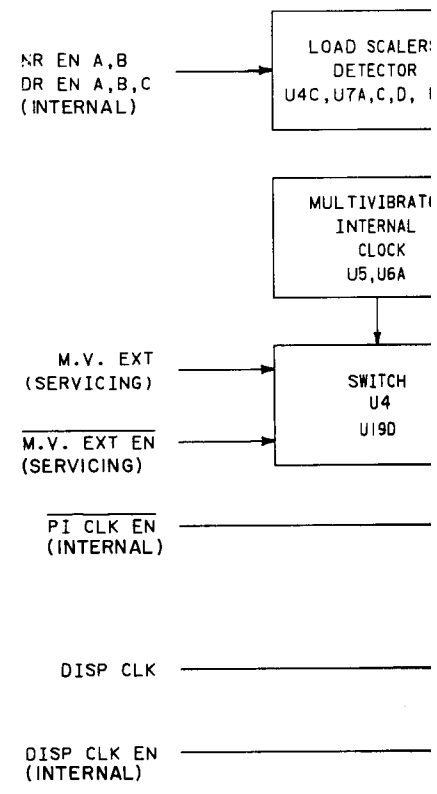 NR EN A,B
DR EN A,B,C
(INTERNAL)
LOAD SCALERS
DETECTOR
U4C,U7A,C,D,
MULTIVIBRATO
INTERNAL
CLOCK
U5,U6A
M.V. EXT
(SERVICING)
M.V. EXT EN
(SERVICING)
SWITCH
U4
U19D
PI CLK EN
(INTERNAL)
DISP CLK
DISP CLK EN
(INTERNAL)